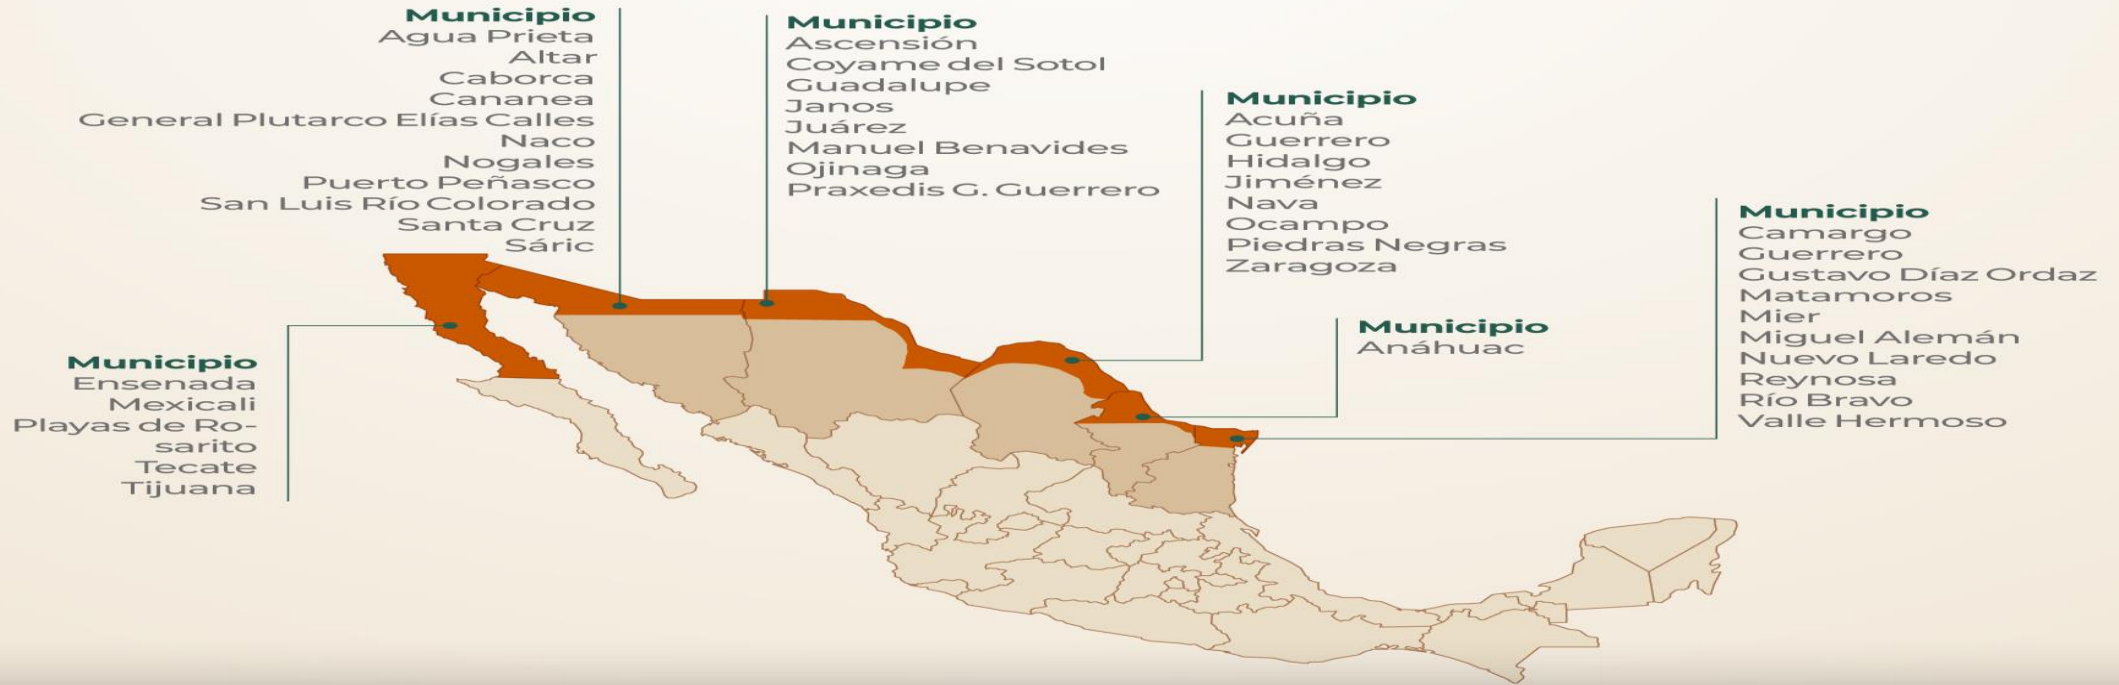 Municipio
Agua Prieta
Altar
Caborca
Cananea
General Plutarco Elías Calles
Naco
Nogales
Puerto Peñasco
San Luis Río Colorado
Santa Cruz
Sáric
Municipio
Ascensión
Coyame del Sotol
Guadalupe
Janos
Juárez
Manuel Benavides
Ojinaga
Praxedis G. Guerrero
Municipio
Acuña
Guerrero
Hidalgo
Jiménez
Nava
Ocampo
Piedras Negras
Zaragoza
Municipio
Camargo
Guerrero
Gustavo Díaz Ordaz
Matamoros
Mier
Miguel Alemán
Nuevo Laredo
Reynosa
Río Bravo
Valle Hermoso
Municipio
Anáhuac
Municipio
Ensenada
Mexicali
Playas de Ro-
sarito
Tecate
Tijuana